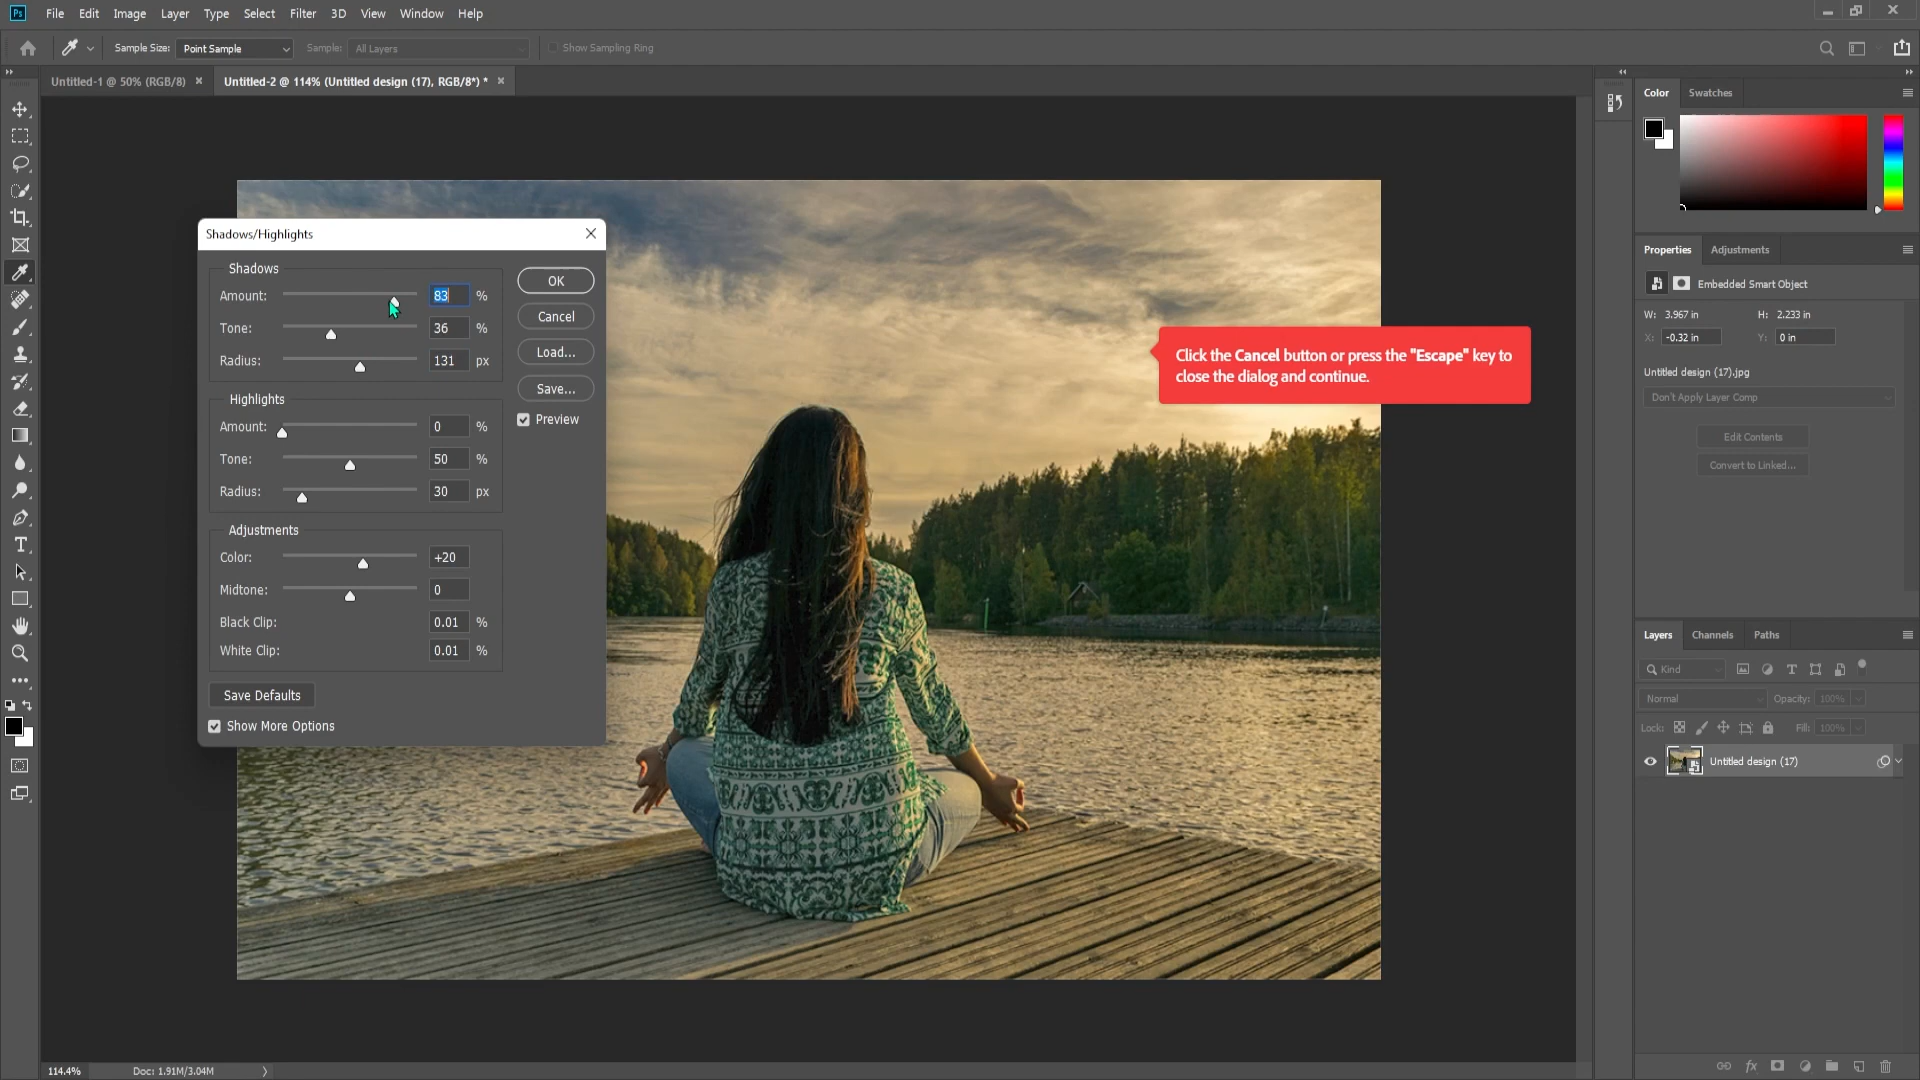 Ps File Edit Image Layer Type Select Filter 3D View Window Help
Sample Size: Point Sample Sample: All Layers Show Sampling Ring
Untitled-1 @ 50% (RGB/8) Untitled-2 @ 114% (Untitled design (17), RGB/8*) *
Shadows/Highlights
Shadows
Amount: 83 %
Tone: 36 %
Radius: 131 px
Highlights
Amount: 0 %
Tone: 50 %
Radius: 30 px
Adjustments
Color: +20
Midtone: 0
Black Clip: 0.01 %
White Clip: 0.01 %
Save Defaults
Show More Options
OK
Cancel
Load...
Save...
Preview
Click the Cancel button or press the "Escape" key to
close the dialog and continue.
Color Swatches
Properties Adjustments
Embedded Smart Object
W: 3.967 in H: 2.233 in
X: -0.32 in Y: 0 in
Untitled design (17).jpg
Don't Apply Layer Comp
Edit Contents
Convert to Linked...
Layers Channels Paths
Kind
Normal Opacity: 100%
Lock: Fill: 100%
Untitled design (17)
fx
114.4% Doc: 1.91M/3.04M